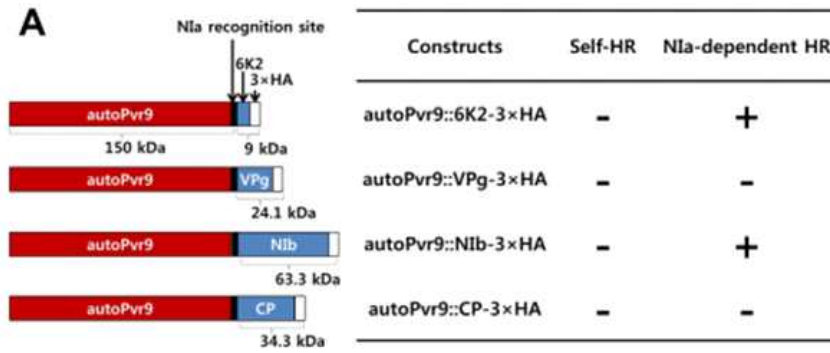 A
NIa recognition site
6K2
3×HA
autoPvr9
150 kDa
9 kDa
autoPvr9
VPg
24.1 kDa
autoPvr9
NIb
63.3 kDa
autoPvr9
CP
34.3 kDa
Constructs Self-HR NIa-dependent HR
autoPvr9::6K2-3×HA - +
autoPvr9::VPg-3×HA - -
autoPvr9::NIb-3×HA - +
autoPvr9::CP-3×HA - -